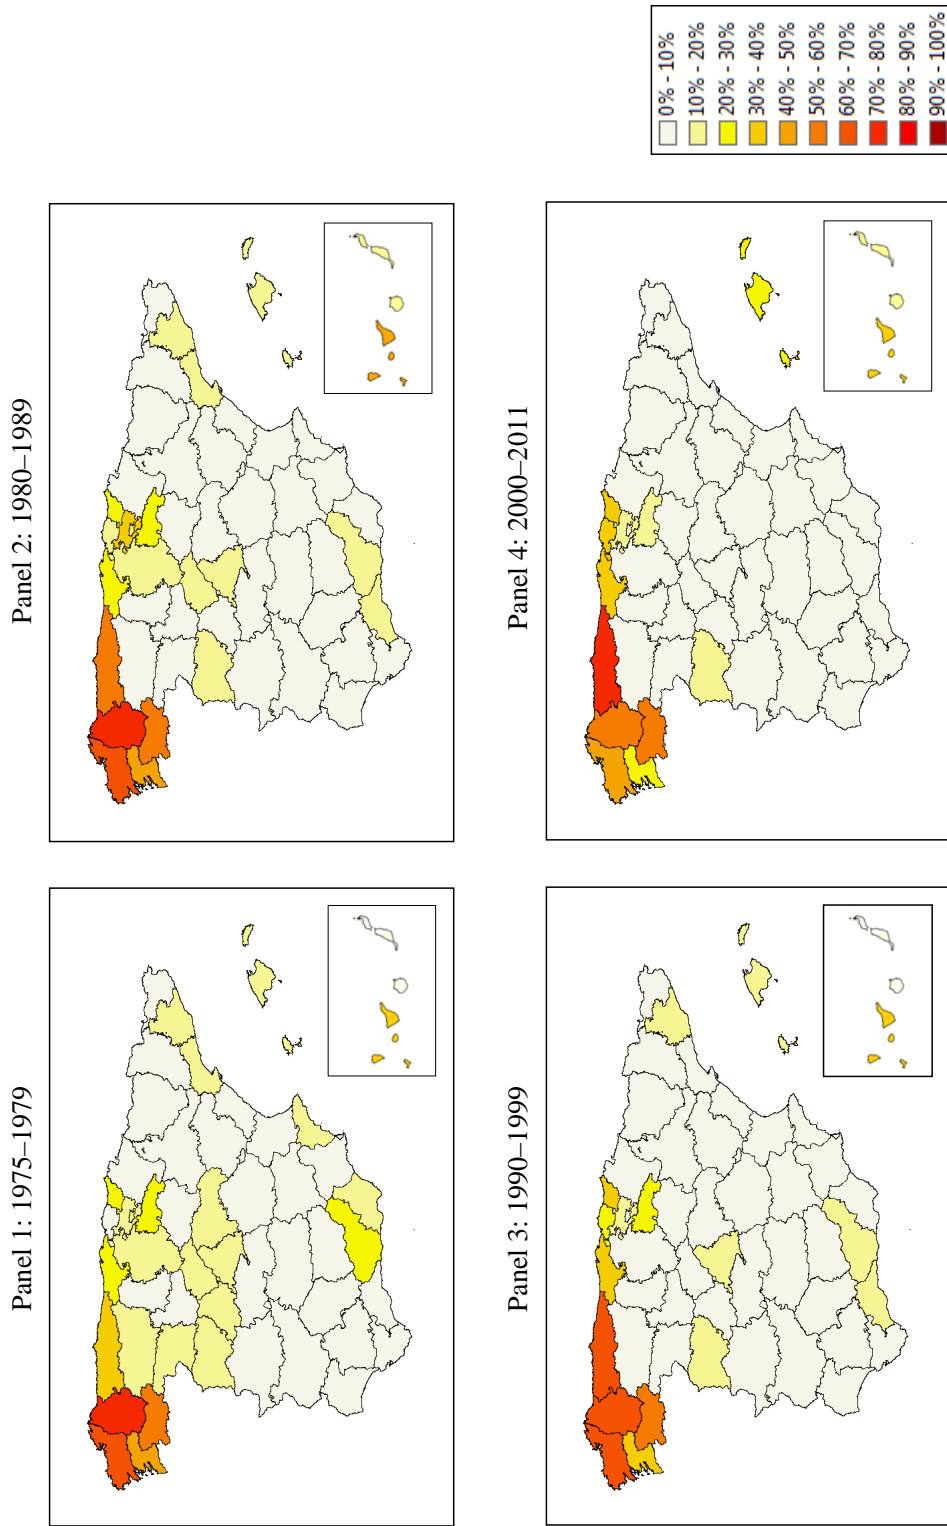 Panel 1: 1975–1979
Panel 2: 1980–1989
Panel 3: 1990–1999
Panel 4: 2000–2011
0% - 10%
10% - 20%
20% - 30%
30% - 40%
40% - 50%
50% - 60%
60% - 70%
70% - 80%
80% - 90%
90% - 100%